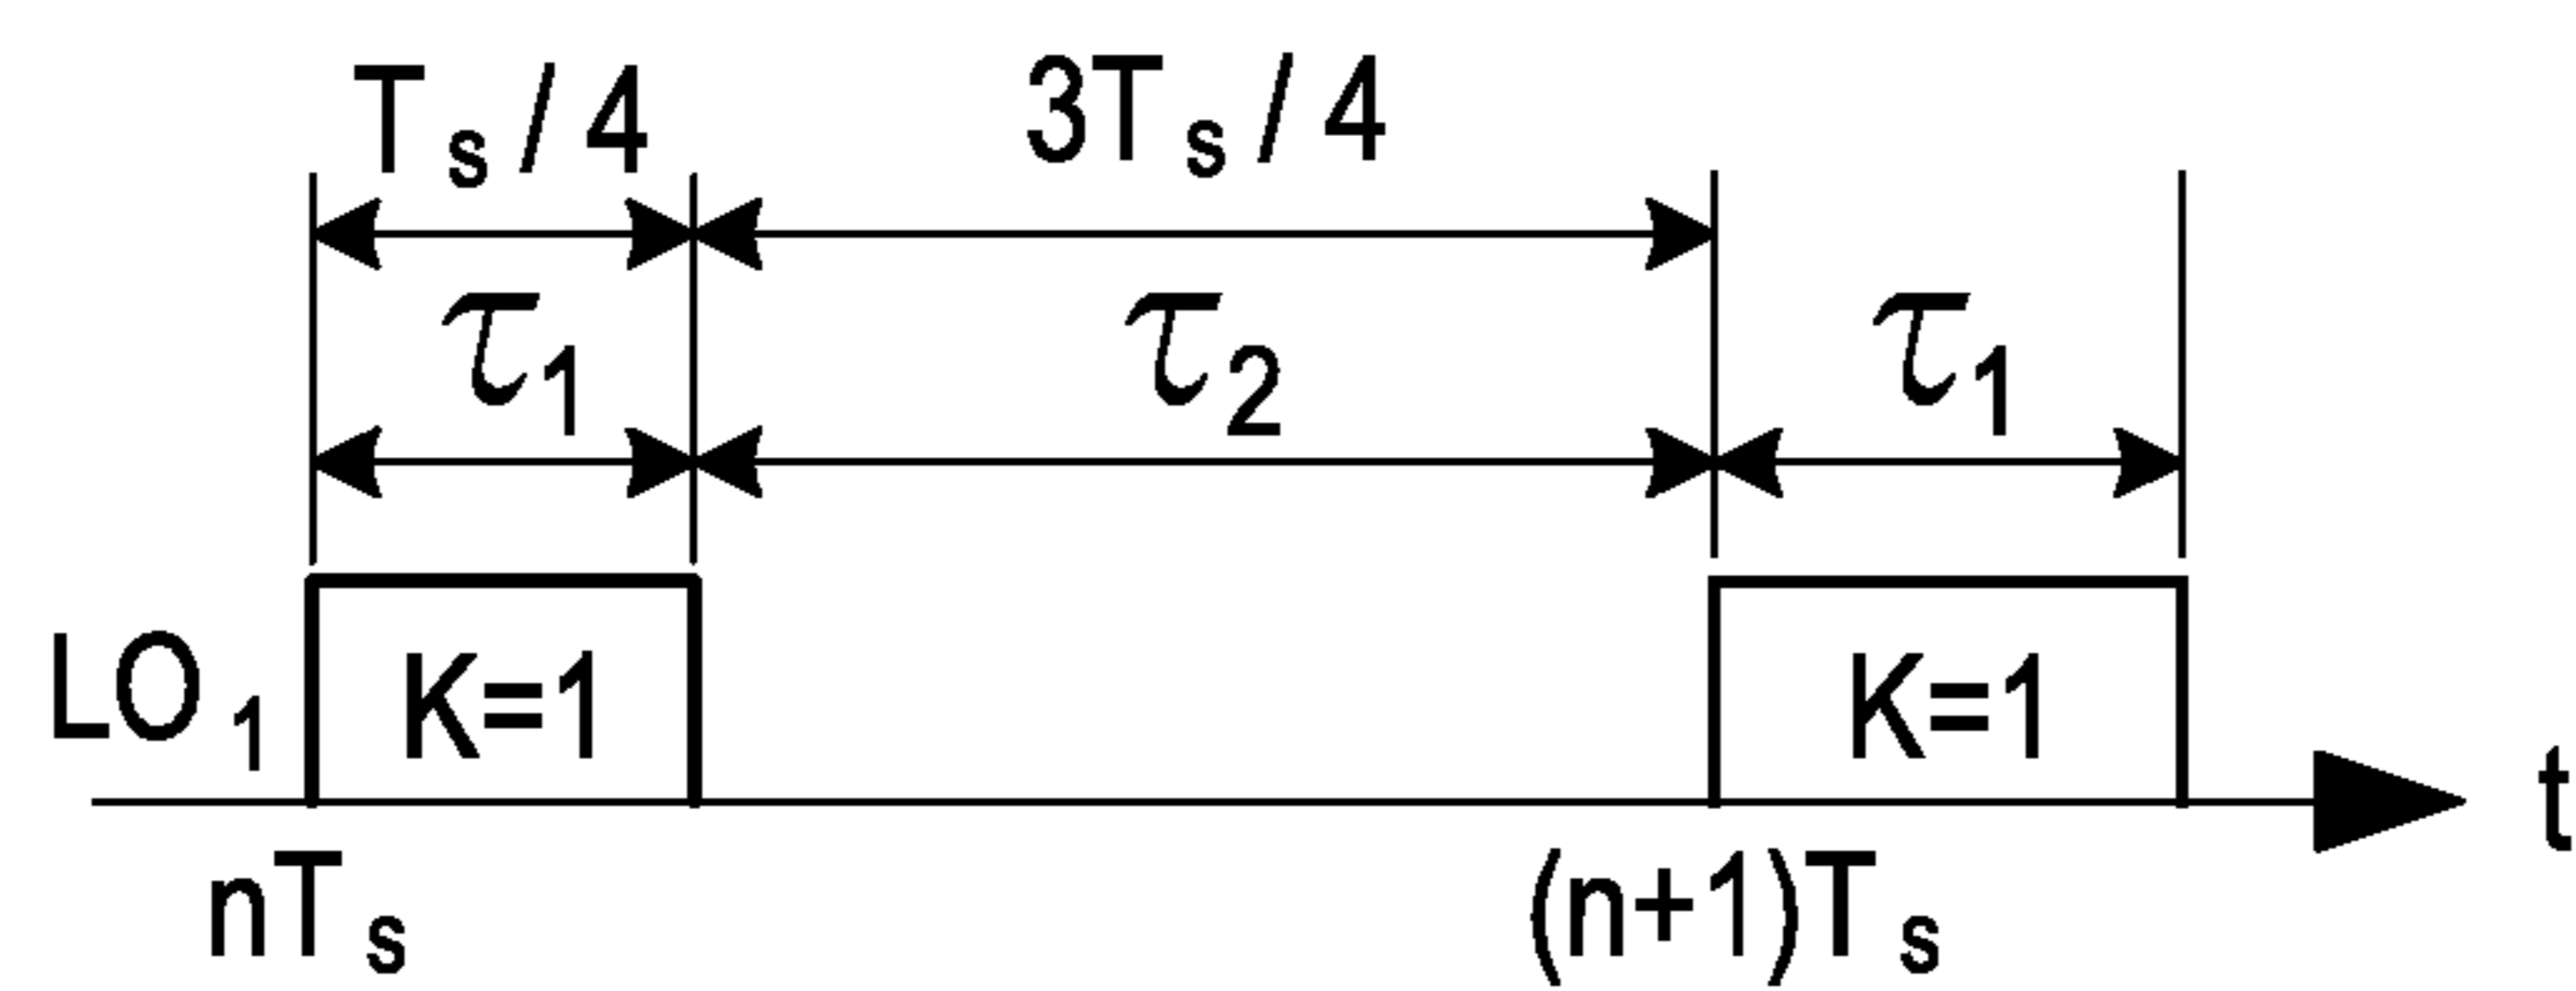 Ts / 4 3Ts / 4
τ1 τ2 τ1
LO1 K=1 K=1 t
nTs (n+1)Ts